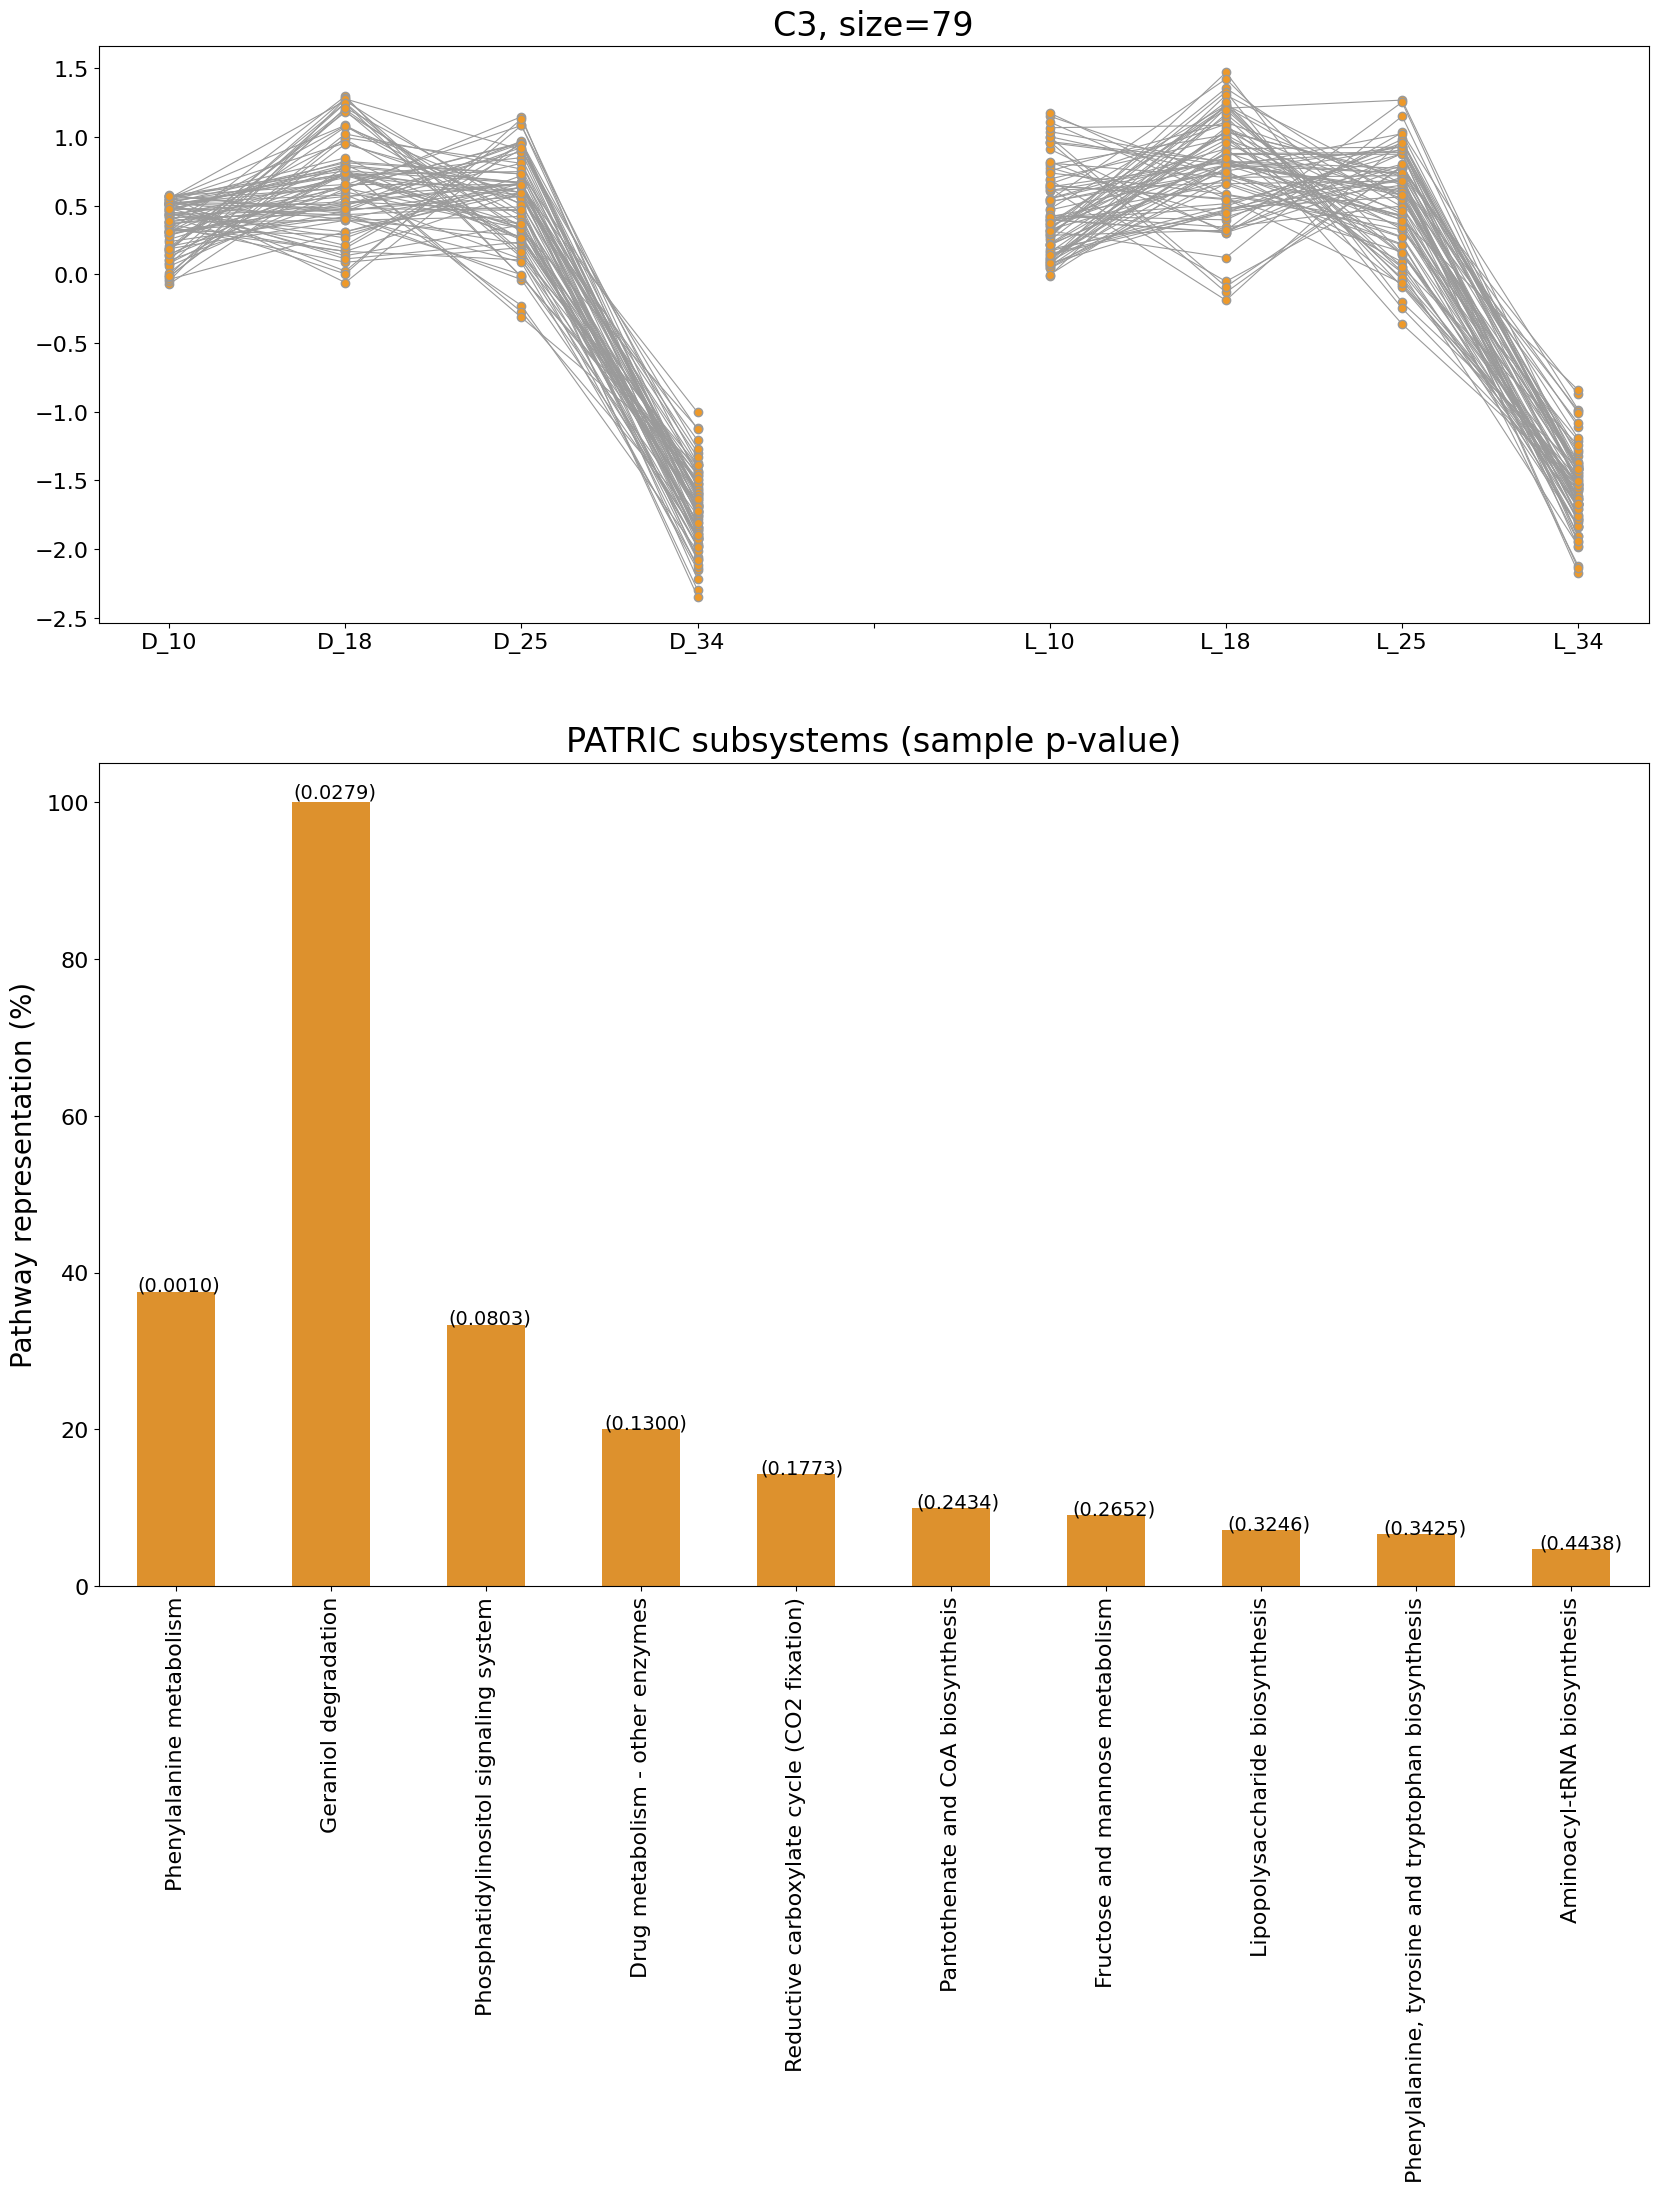 C3, size=79
1.5
1.0
0.5
0.0
−0.5
−1.0
−1.5
−2.0
−2.5
D_10 D_18 D_25 D_34 L_10 L_18 L_25 L_34
PATRIC subsystems (sample p-value)
Pathway representation (%)
100
80
60
40
20
0
(0.0010)
(0.0279)
(0.0803)
(0.1300)
(0.1773)
(0.2434)
(0.2652)
(0.3246)
(0.3425)
(0.4438)
Phenylalanine metabolism
Geraniol degradation
Phosphatidylinositol signaling system
Drug metabolism - other enzymes
Reductive carboxylate cycle (CO2 fixation)
Pantothenate and CoA biosynthesis
Fructose and mannose metabolism
Lipopolysaccharide biosynthesis
Phenylalanine, tyrosine and tryptophan biosynthesis
Aminoacyl-tRNA biosynthesis